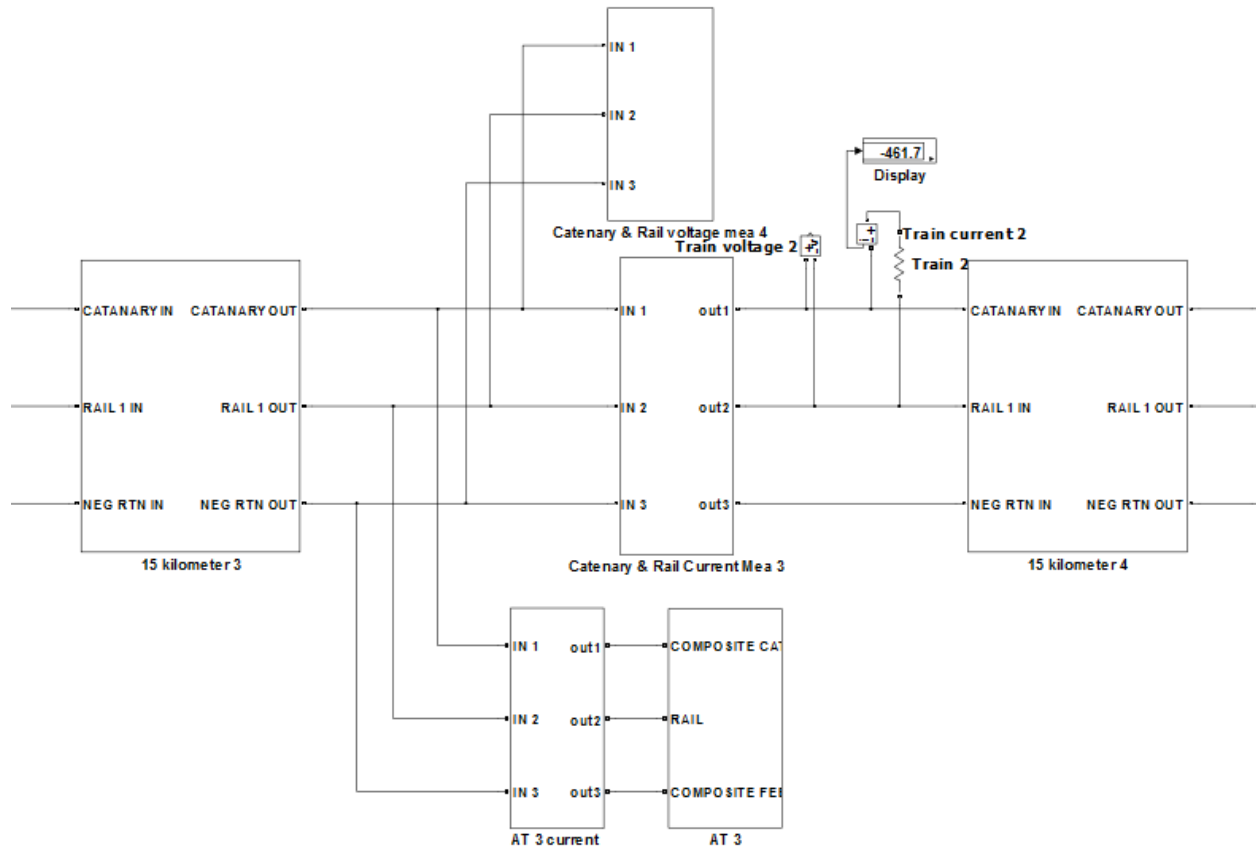 IN 1
IN 2
IN 3
Catenary & Rail voltage mea 4
-461.7
Display
Train voltage 2
Train current 2
Train 2
CATANARY IN
CATANARY OUT
RAIL 1 IN
RAIL 1 OUT
NEG RTN IN
NEG RTN OUT
15 kilometer 3
IN 1
out1
IN 2
out2
IN 3
out3
Catenary & Rail Current Mea 3
CATANARY IN
CATANARY OUT
RAIL 1 IN
RAIL 1 OUT
NEG RTN IN
NEG RTN OUT
15 kilometer 4
IN 1
out1
IN 2
out2
IN 3
out3
AT 3 current
COMPOSITE CAT
RAIL
COMPOSITE FEE
AT 3